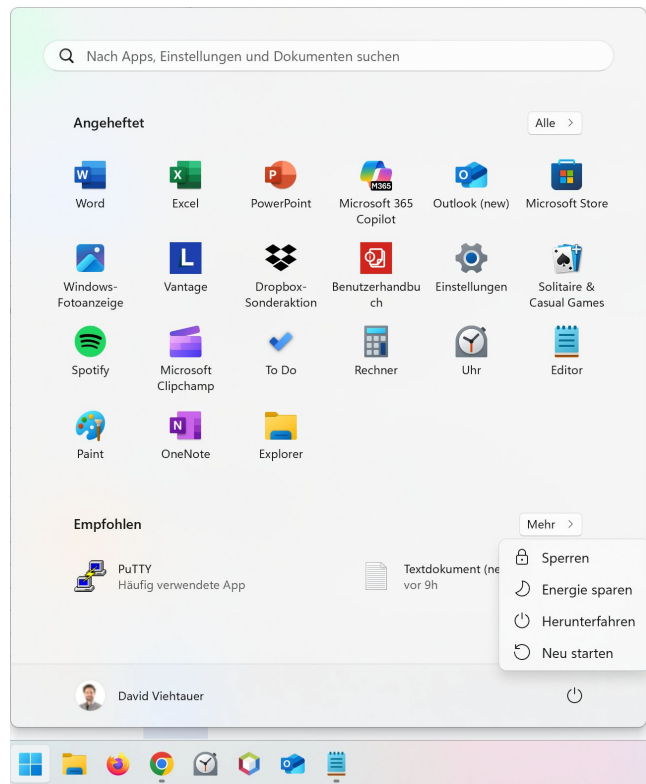 Nach Apps, Einstellungen und Dokumenten suchen
Angeheftet
Alle
W
X
P
M365
O
Word
Excel
PowerPoint
Microsoft 365
Copilot
Outlook (new)
Microsoft Store
L
Windows-
Fotoanzeige
Vantage
Dropbox-
Sonderaktion
Benutzerhandbu
ch
Einstellungen
Solitaire &
Casual Games
Spotify
Microsoft
Clipchamp
To Do
Rechner
Uhr
Editor
N
Paint
OneNote
Explorer
Empfohlen
Mehr
PuTTY
Häufig verwendete App
Textdokument (ne
vor 9h
Sperren
Energie sparen
Herunterfahren
Neu starten
David Viehtauer
O